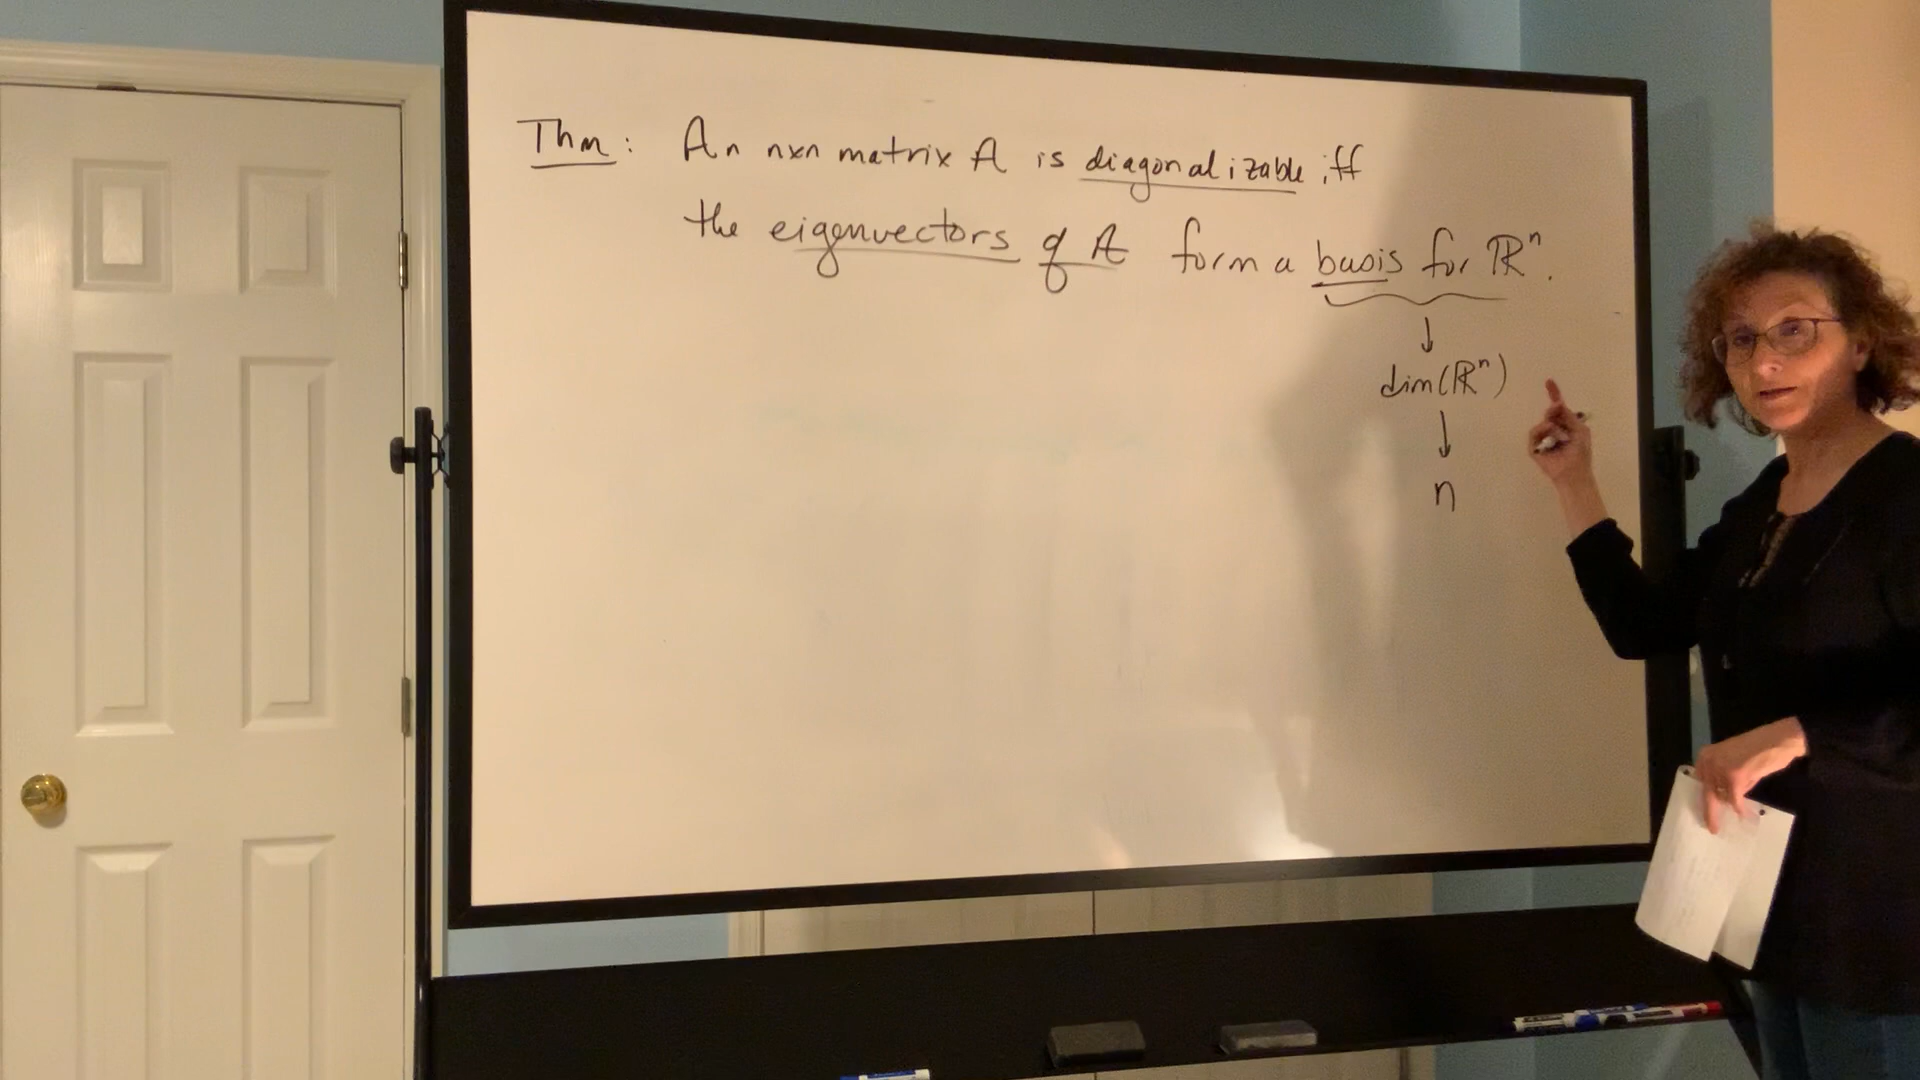 Thm: An nxn matrix A is diagonalizable iff
the eigenvectors of A form a basis for ℝⁿ.
↓
dim(ℝⁿ)
↓
n